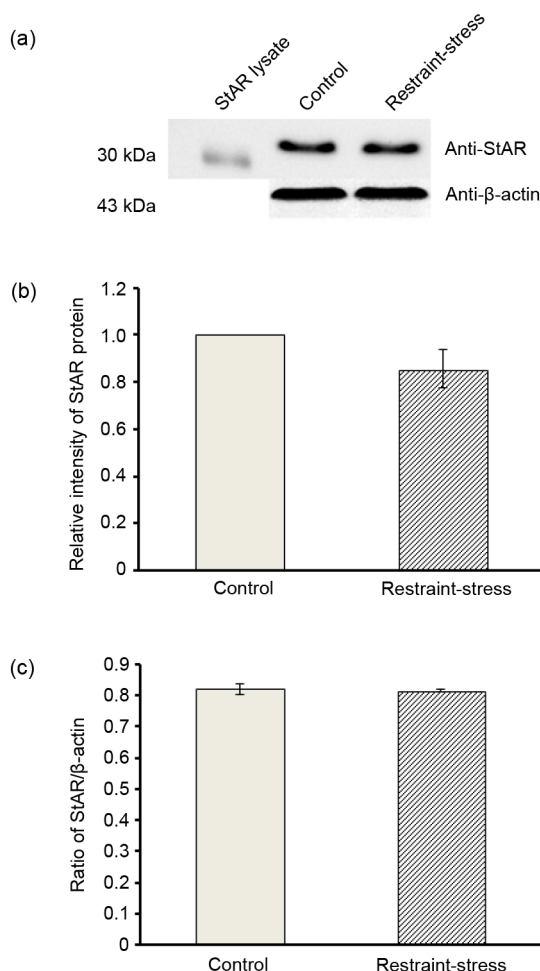 (a)
StAR lysate
Control
Restraint-stress
30 kDa
Anti-StAR
43 kDa
Anti-β-actin
(b)
Relative intensity of StAR protein
1.2
1.0
0.8
0.6
0.4
0.2
0
Control
Restraint-stress
(c)
Ratio of StAR/β-actin
0.9
0.8
0.7
0.6
0.5
0.4
0.3
0.2
0.1
0
Control
Restraint-stress